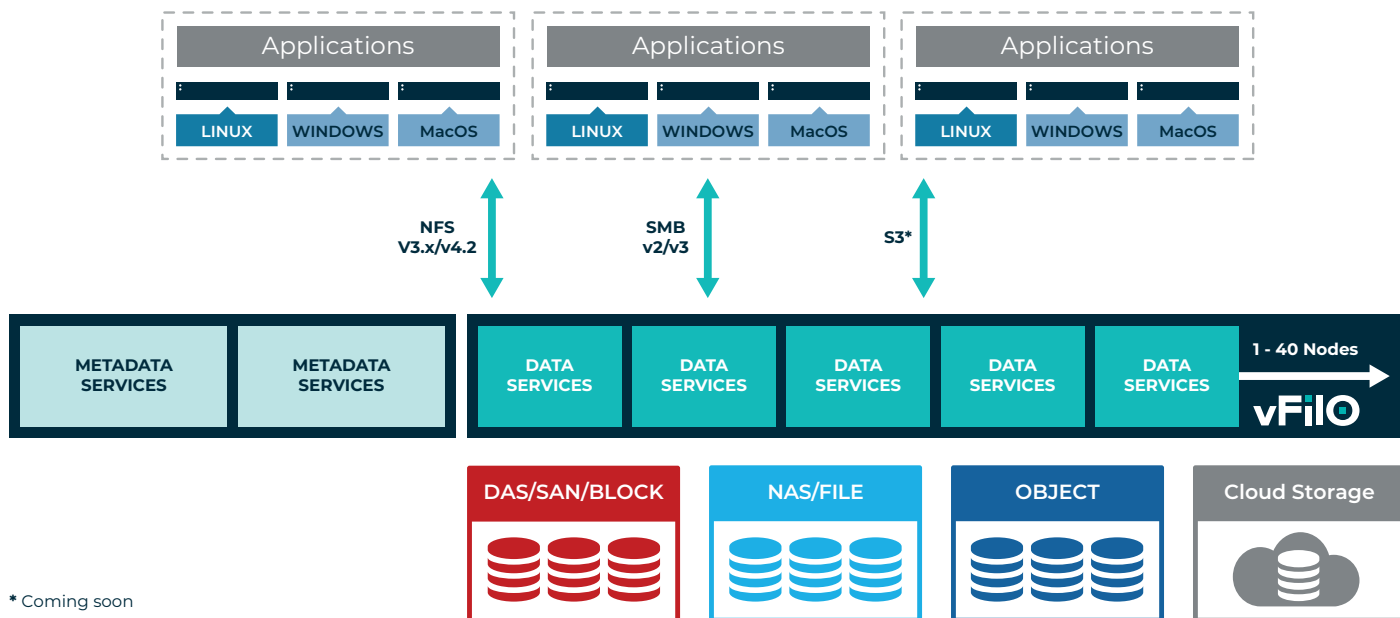 Applications
LINUX WINDOWS MacOS
Applications
LINUX WINDOWS MacOS
Applications
LINUX WINDOWS MacOS
NFS
V3.x/v4.2
SMB
v2/v3
S3*
METADATA
SERVICES
METADATA
SERVICES
DATA
SERVICES
DATA
SERVICES
DATA
SERVICES
DATA
SERVICES
DATA
SERVICES
1 - 40 Nodes
vFilO
DAS/SAN/BLOCK
NAS/FILE
OBJECT
Cloud Storage
* Coming soon